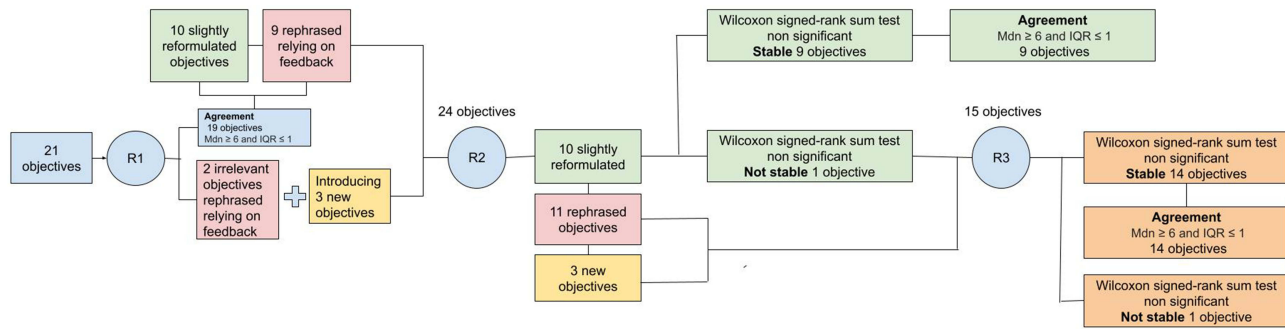 21
objectives
R1
10 slightly
reformulated
objectives
9 rephrased
relying on
feedback
Agreement
19 objectives
Mdn ≥ 6 and IQR ≤ 1
2 irrelevant
objectives
rephrased
relying on
feedback
Introducing
3 new
objectives
24 objectives
R2
10 slightly
reformulated
11 rephrased
objectives
3 new
objectives
Wilcoxon signed-rank sum test
non significant
Stable 9 objectives
Agreement
Mdn ≥ 6 and IQR ≤ 1
9 objectives
Wilcoxon signed-rank sum test
non significant
Not stable 1 objective
15 objectives
R3
Wilcoxon signed-rank sum test
non significant
Stable 14 objectives
Agreement
Mdn ≥ 6 and IQR ≤ 1
14 objectives
Wilcoxon signed-rank sum test
non significant
Not stable 1 objective